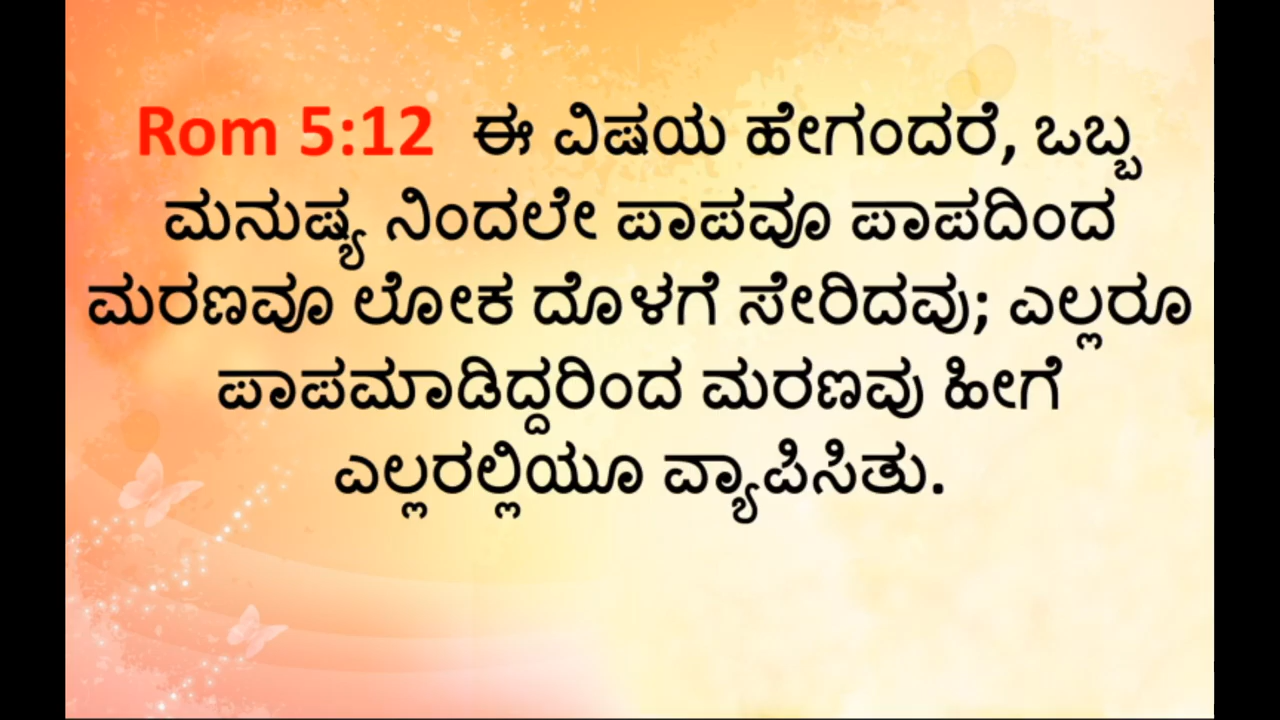 Rom 5:12 ಈ ವಿಷಯ ಹೇಗಂದರೆ, ಒಬ್ಬ
ಮನುಷ್ಯ ನಿಂದಲೇ ಪಾಪವೂ ಪಾಪದಿಂದ
ಮರಣವೂ ಲೋಕ ದೊಳಗೆ ಸೇರಿದವು; ಎಲ್ಲರೂ
ಪಾಪಮಾಡಿದ್ದರಿಂದ ಮರಣವು ಹೀಗೆ
ಎಲ್ಲರಲ್ಲಿಯೂ ವ್ಯಾಪಿಸಿತು.